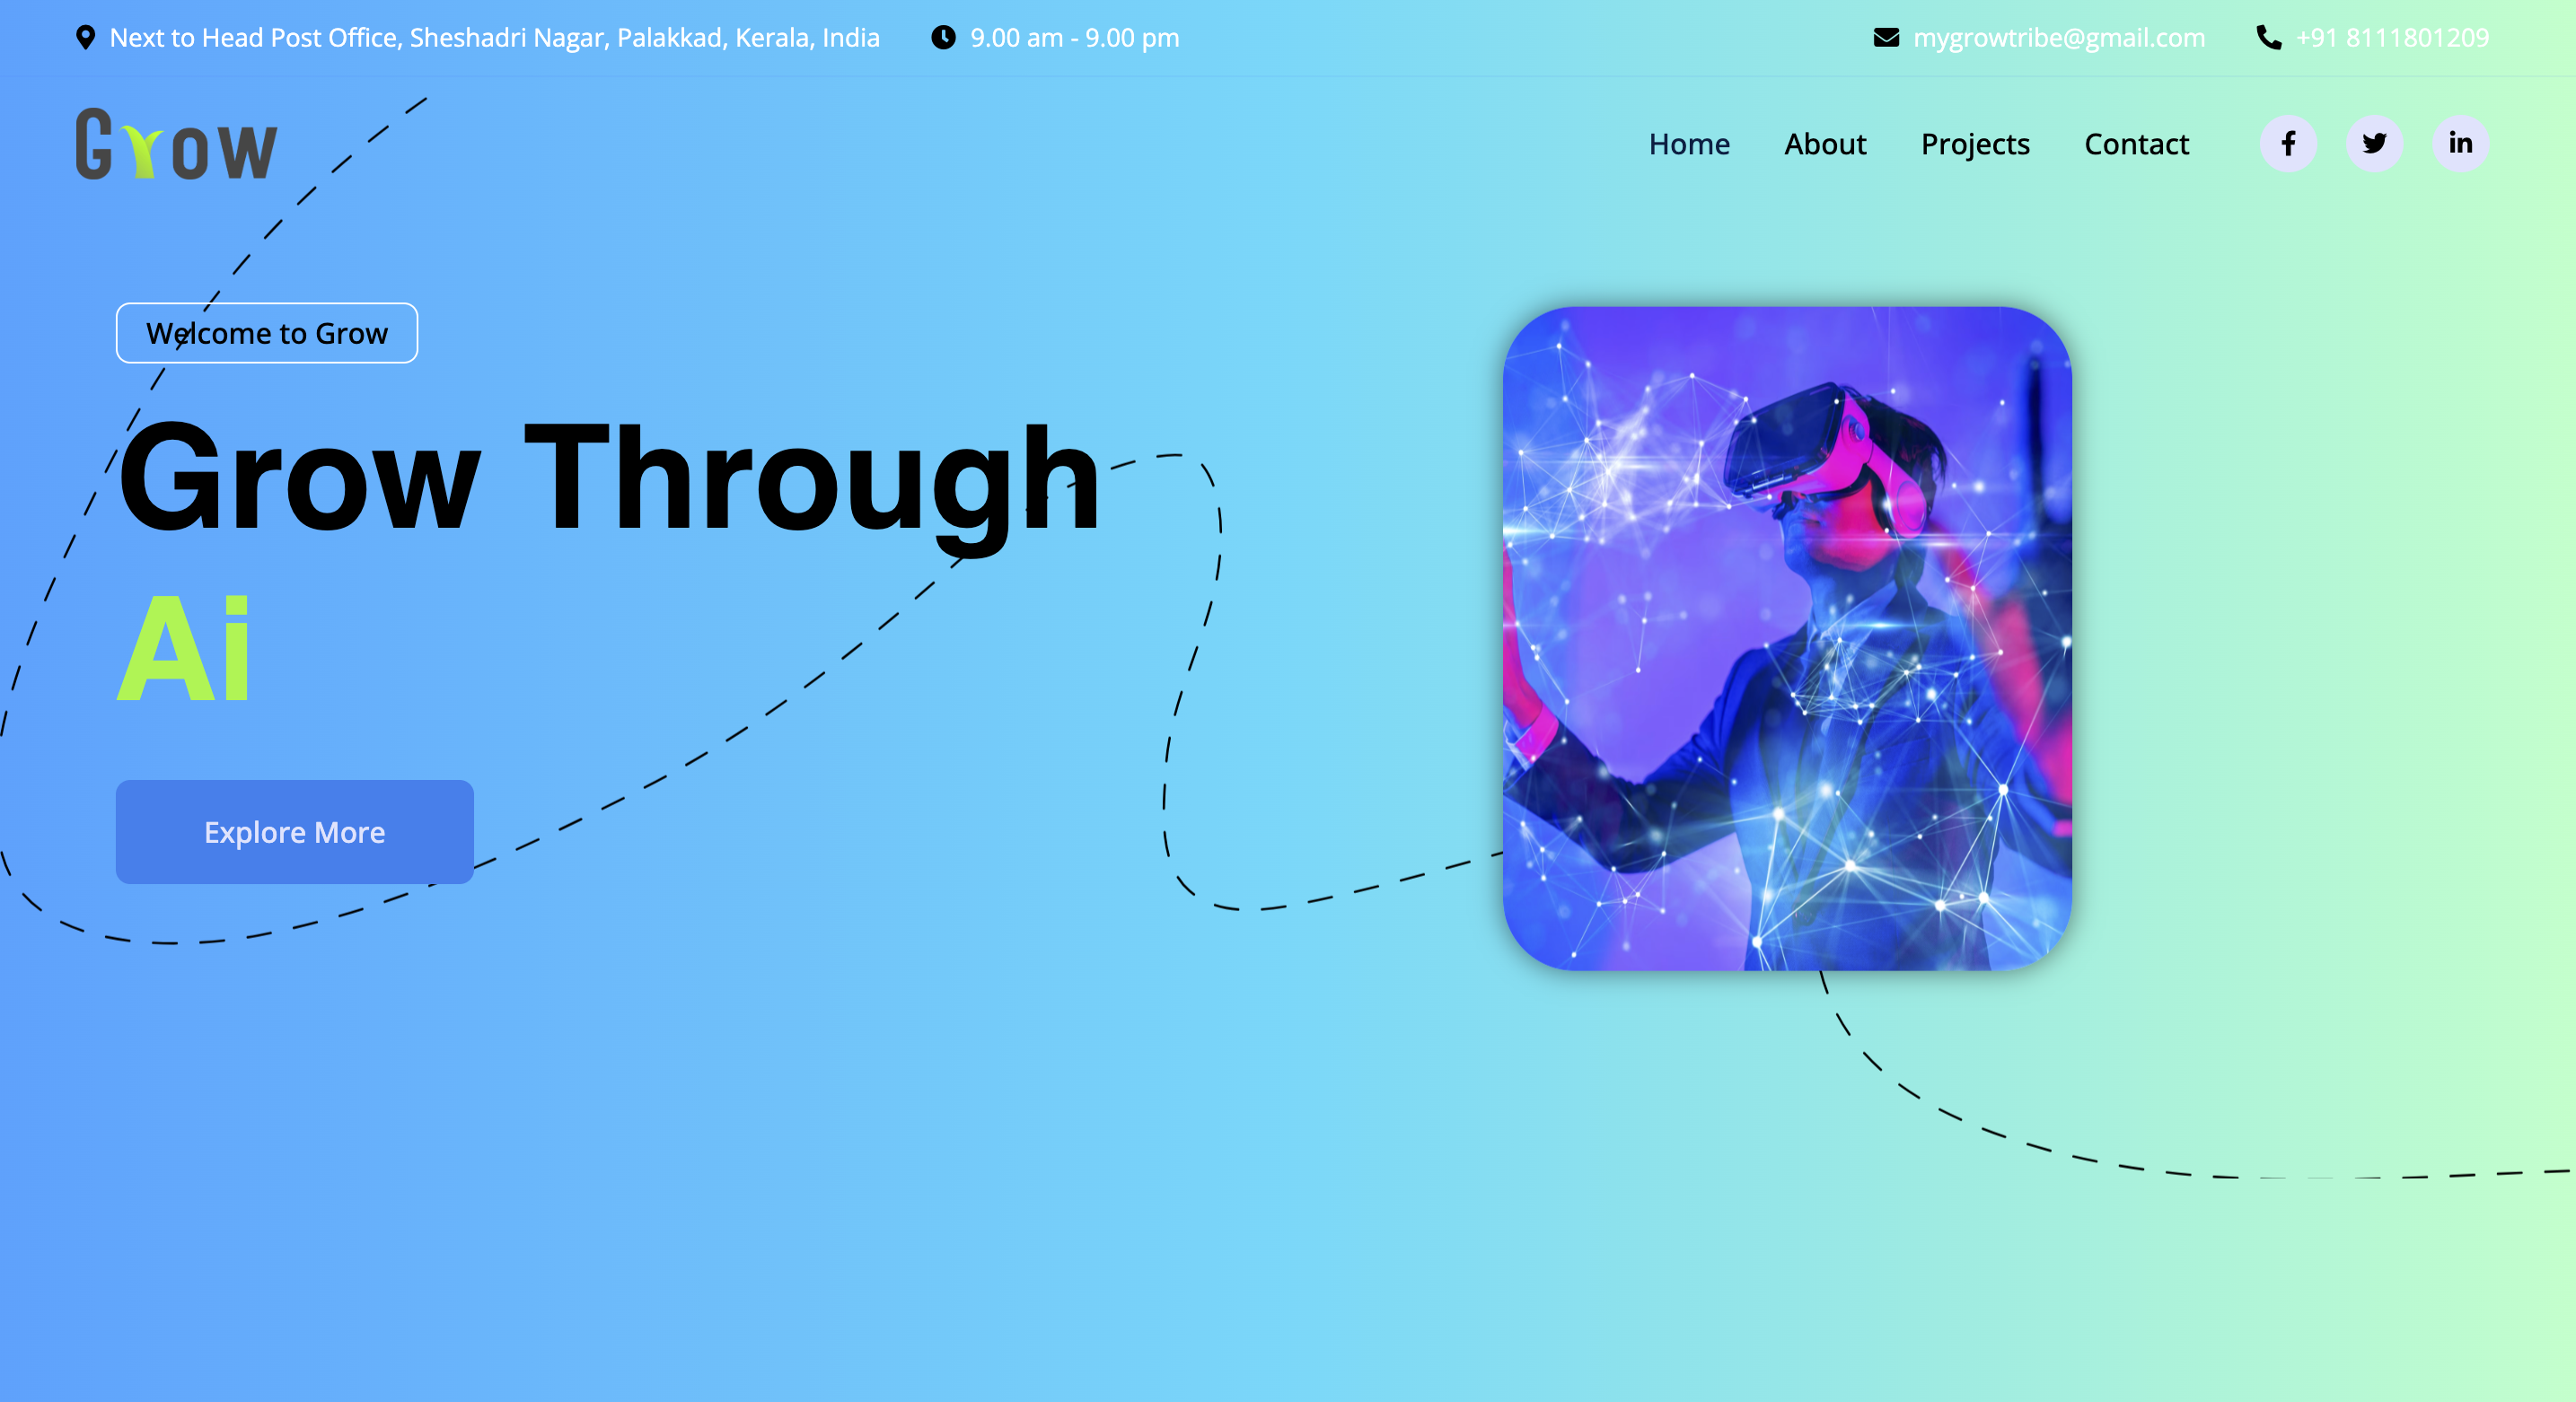 Next to Head Post Office, Sheshadri Nagar, Palakkad, Kerala, India
9.00 am - 9.00 pm
mygrowtribe@gmail.com
+91 8111801209
Grow
Home
About
Projects
Contact
Welcome to Grow
Grow Through
Ai
Explore More